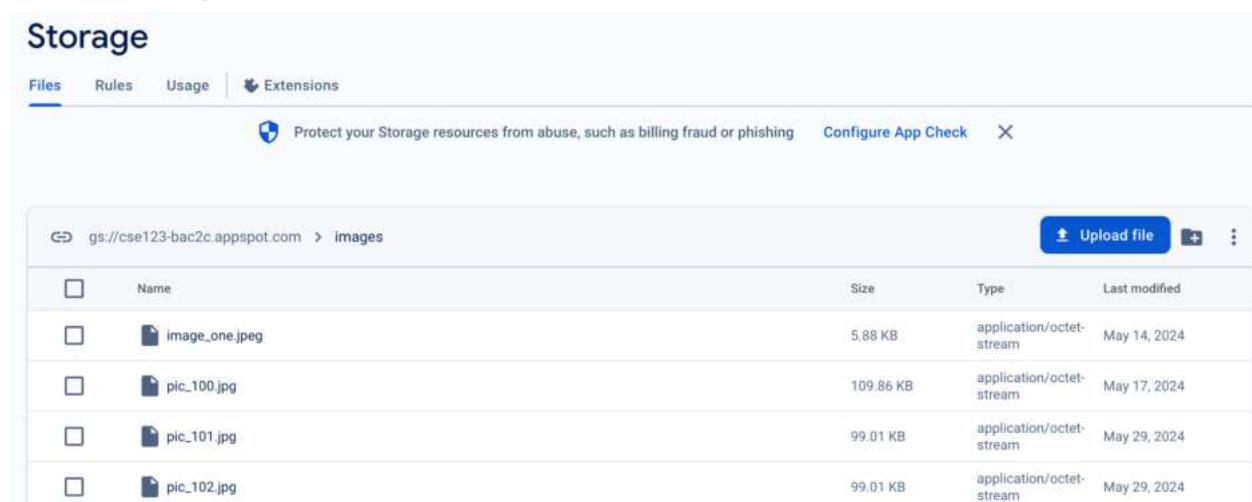 Storage
Files Rules Usage Extensions
Protect your Storage resources from abuse, such as billing fraud or phishing Configure App Check
gs://cse123-bac2c.appspot.com > images Upload file
Name Size Type Last modified
image_one.jpeg 5.88 KB application/octet-stream May 14, 2024
pic_100.jpg 109.86 KB application/octet-stream May 17, 2024
pic_101.jpg 99.01 KB application/octet-stream May 29, 2024
pic_102.jpg 99.01 KB application/octet-stream May 29, 2024